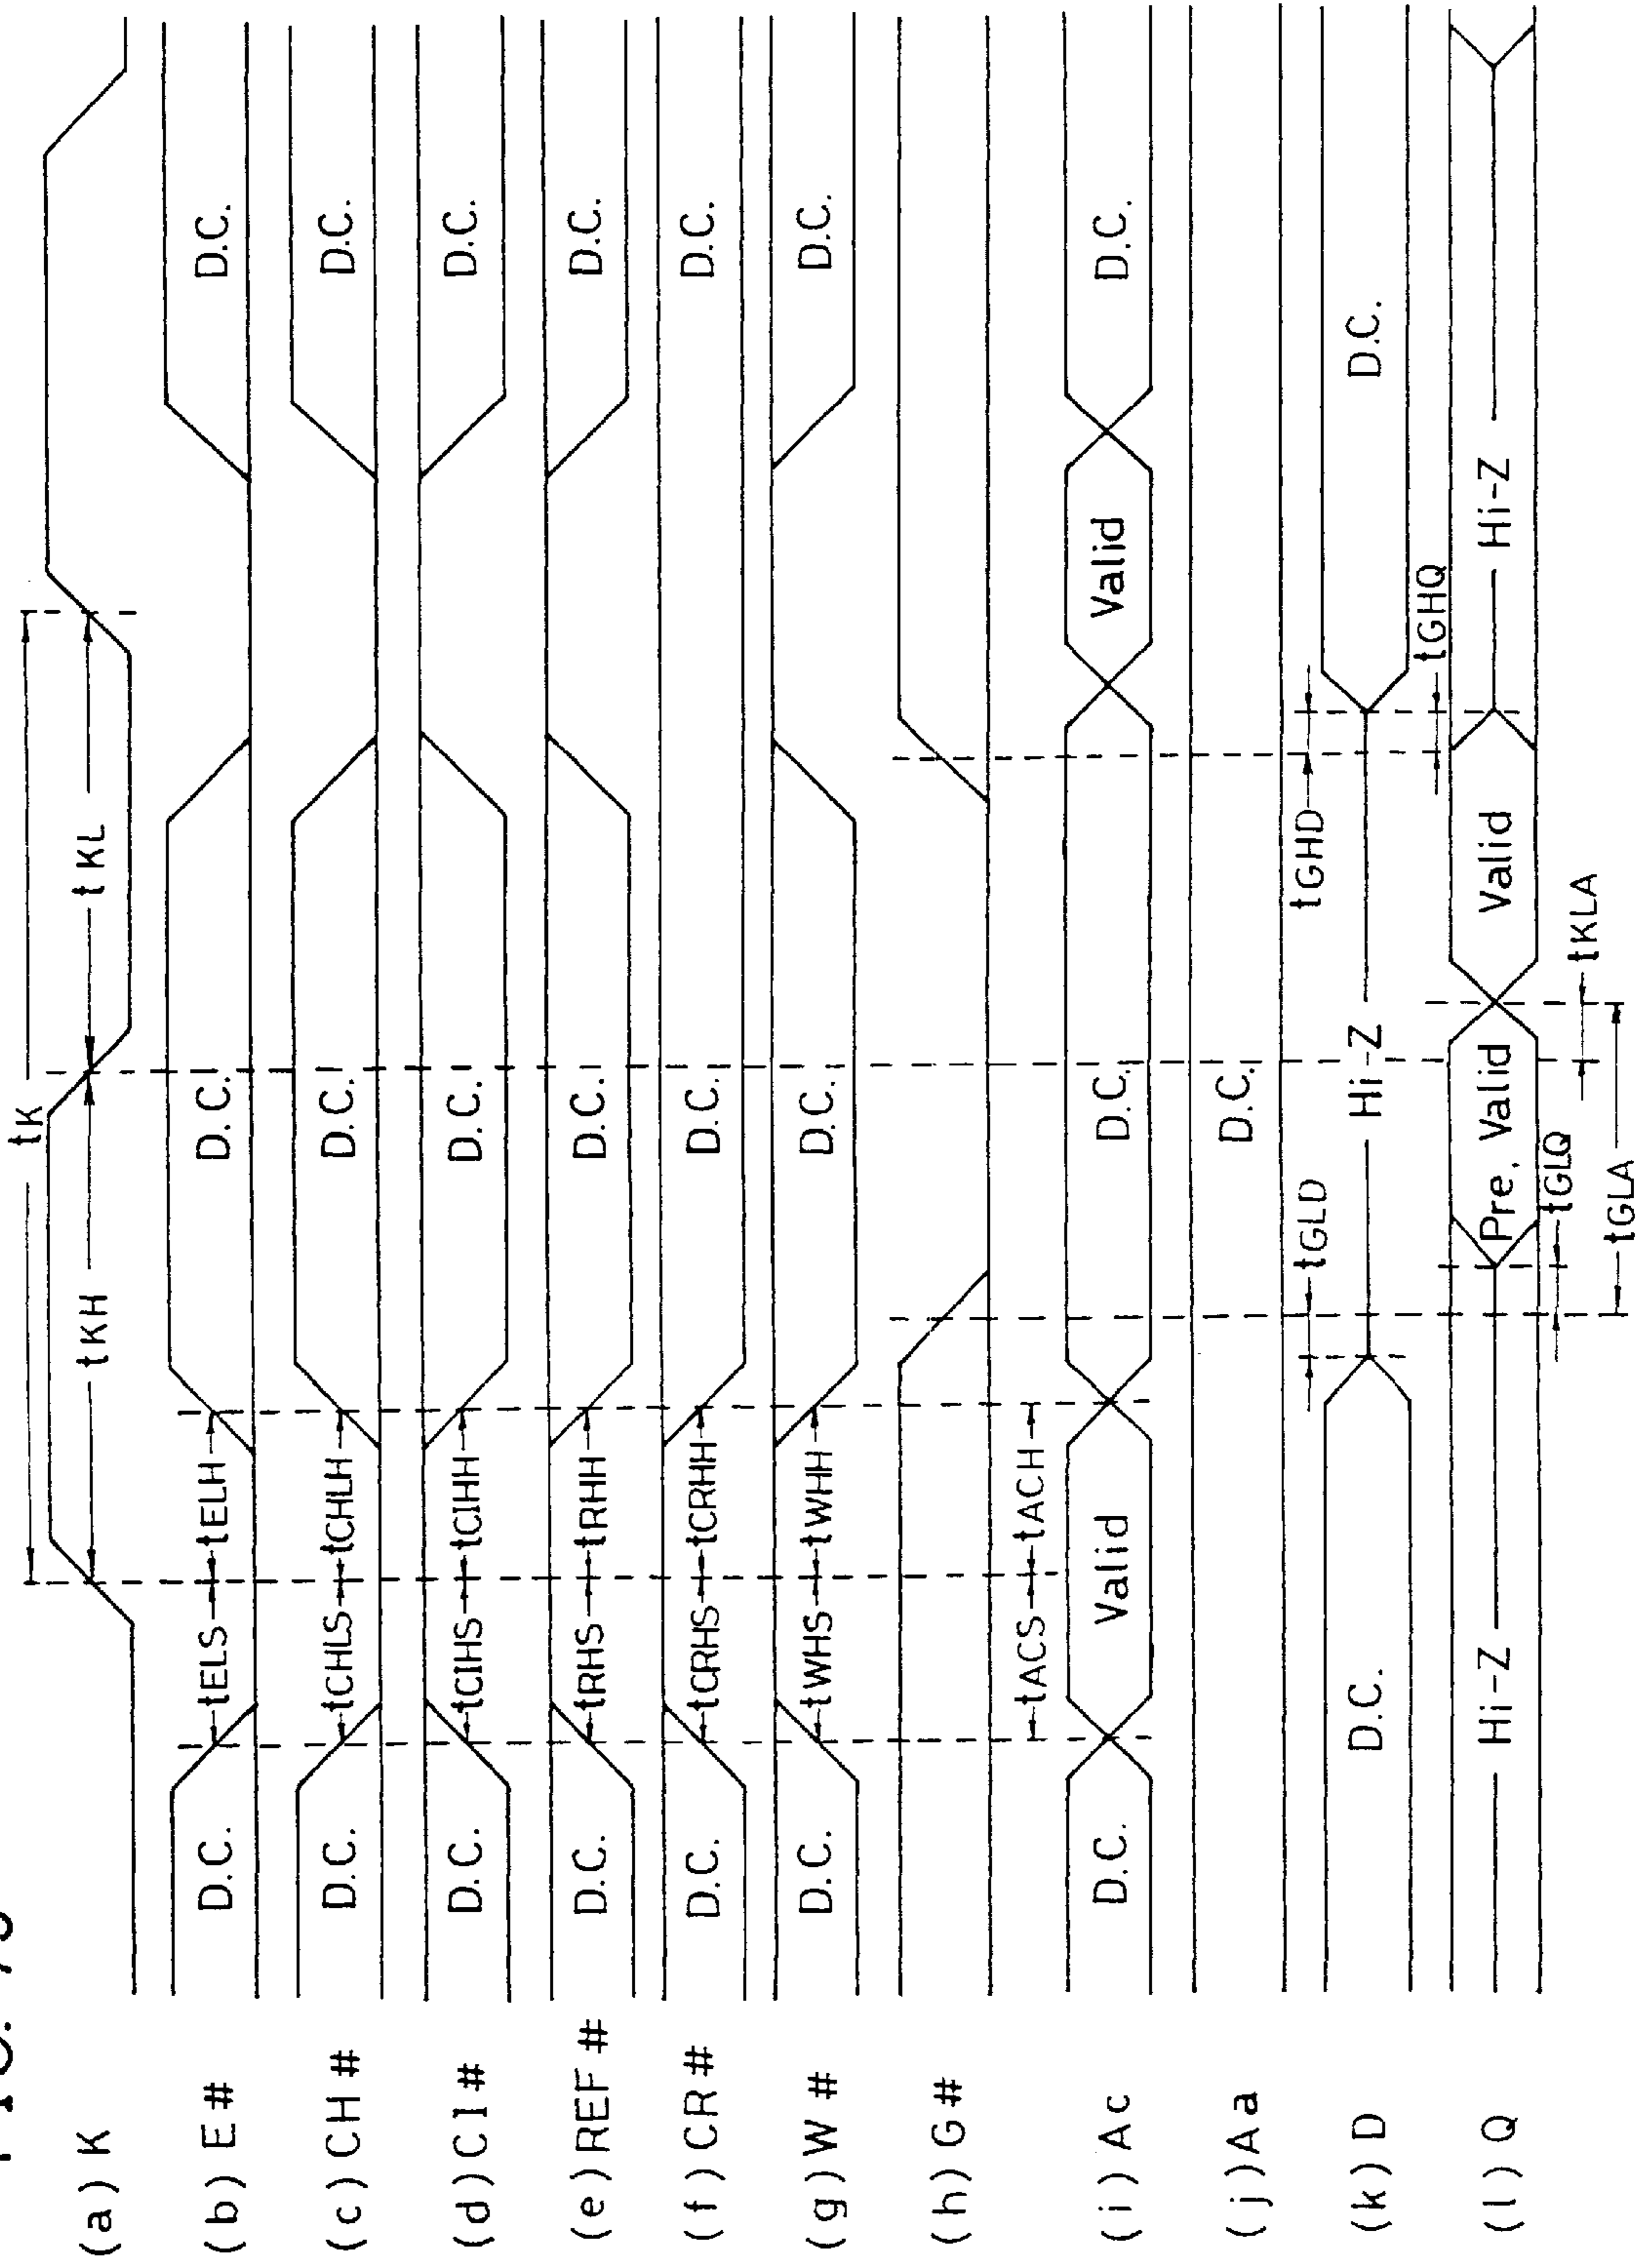 FIG.
tK
(a) K tKH tKL
(b) E# D.C. tELS tELH D.C. D.C.
(c) CH# D.C. tCHLS tCHLH D.C. D.C.
(d) CI# D.C. tCIHS tCIHH D.C. D.C.
(e) REF# D.C. tRHS tRHH D.C. D.C.
(f) CR# D.C. tCRHS tCRHH D.C. D.C.
(g) W# D.C. tWHS tWHH D.C. D.C.
(h) G#
tACS tACH
(i) Ac D.C. Valid D.C. Valid D.C.
(j) Aa D.C.
tGLD tGHD
(k) D D.C. Hi-Z D.C.
tGHQ
(l) Q Hi-Z Pre. Valid Valid Hi-Z
tGLQ tKLA
tGLA